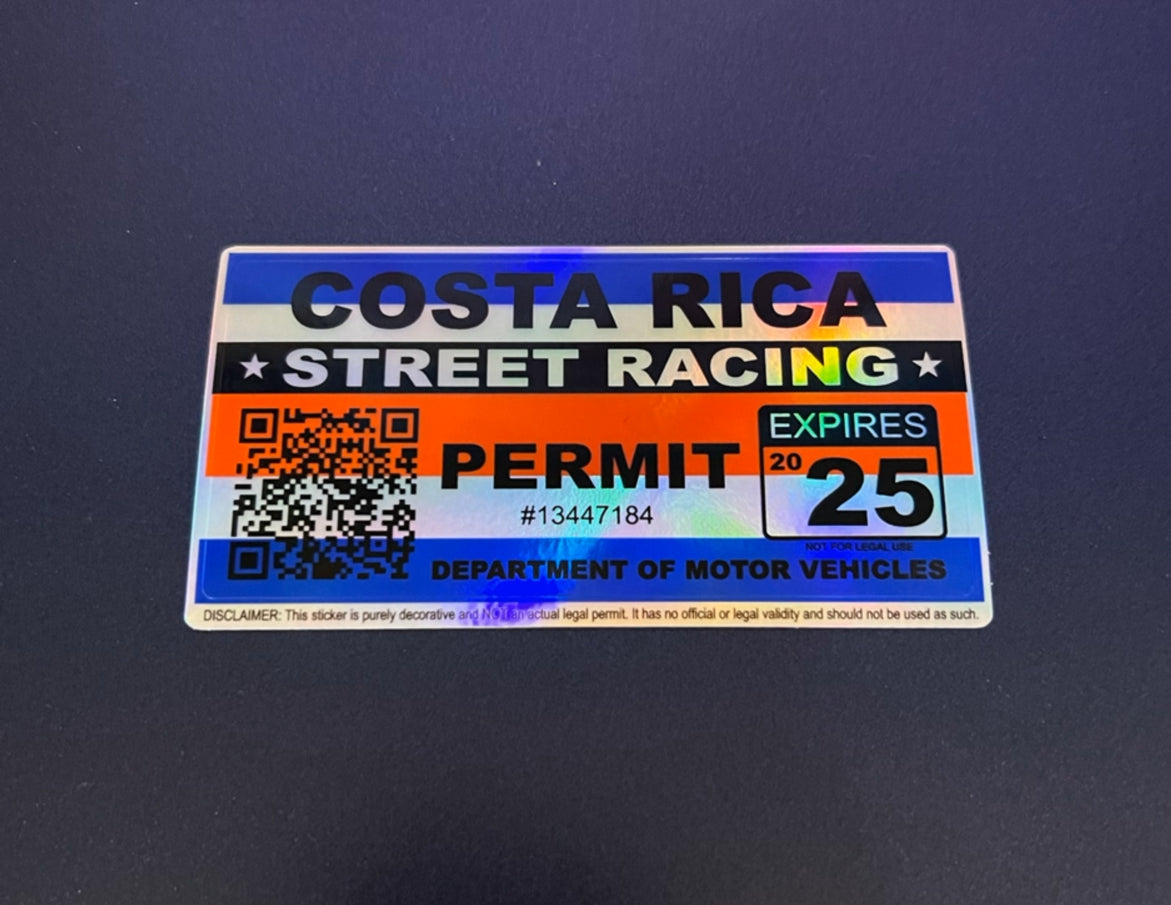 COSTA RICA
★ STREET RACING ★
PERMIT
#13447184
EXPIRES
20 25
NOT FOR LEGAL USE
DEPARTMENT OF MOTOR VEHICLES
DISCLAIMER: This sticker is purely decorative and NOT an actual legal permit. It has no official or legal validity and should not be used as such.